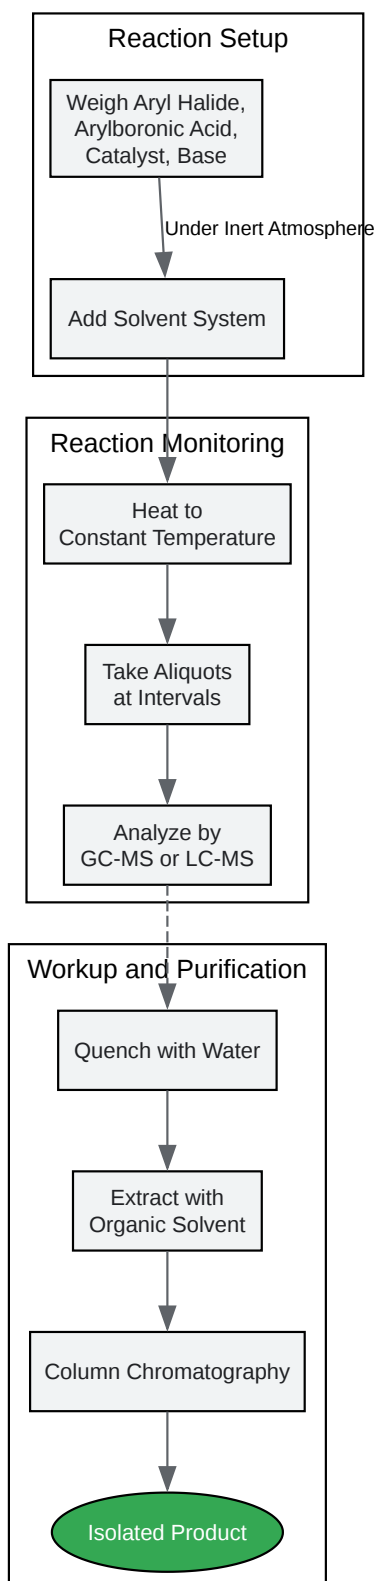 Reaction Setup
Weigh Aryl Halide,
Arylboronic Acid,
Catalyst, Base
Under Inert Atmosphere
Add Solvent System
Reaction Monitoring
Heat to
Constant Temperature
Take Aliquots
at Intervals
Analyze by
GC-MS or LC-MS
Workup and Purification
Quench with Water
Extract with
Organic Solvent
Column Chromatography
Isolated Product